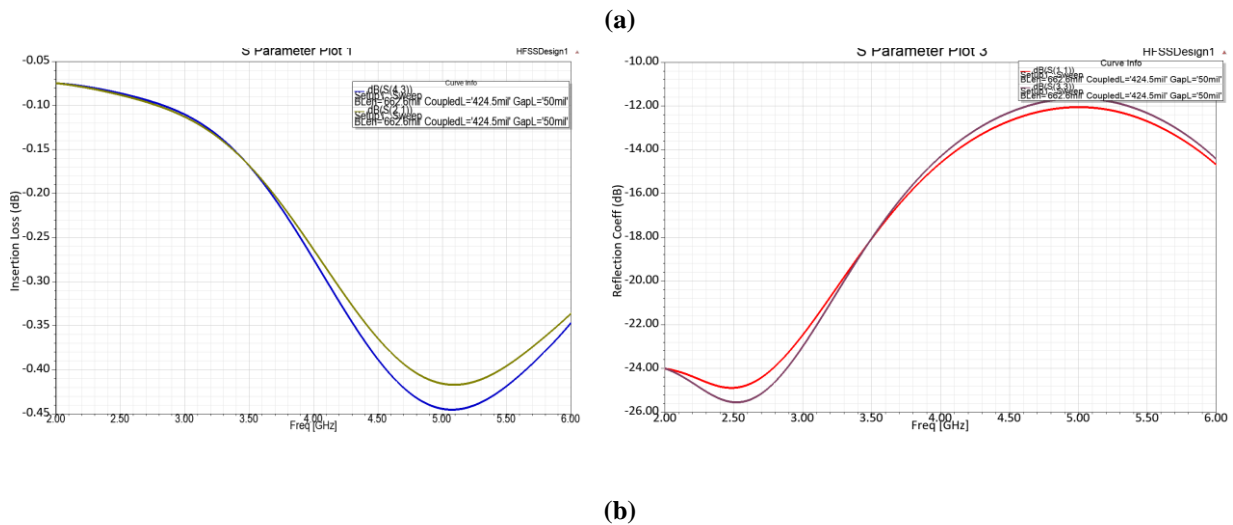 (a)
S Parameter Plot 1
HFSSDesign1
Curve Info
dB(S(4,3))
Setup1 : Sweep
BLen='662.6mil' CoupledL='424.5mil' GapL='50mil'
dB(S(2,1))
Setup1 : Sweep
BLen='662.6mil' CoupledL='424.5mil' GapL='50mil'
Insertion Loss (dB)
-0.05
-0.10
-0.15
-0.20
-0.25
-0.30
-0.35
-0.40
-0.45
2.00 2.50 3.00 3.50 4.00 4.50 5.00 5.50 6.00
Freq [GHz]
S Parameter Plot 3
HFSSDesign1
Curve Info
dB(S(1,1))
Setup1 : Sweep
BLen='662.6mil' CoupledL='424.5mil' GapL='50mil'
dB(S(3,3))
Setup1 : Sweep
BLen='662.6mil' CoupledL='424.5mil' GapL='50mil'
Reflection Coeff (dB)
-10.00
-12.00
-14.00
-16.00
-18.00
-20.00
-22.00
-24.00
-26.00
2.00 2.50 3.00 3.50 4.00 4.50 5.00 5.50 6.00
Freq [GHz]
(b)